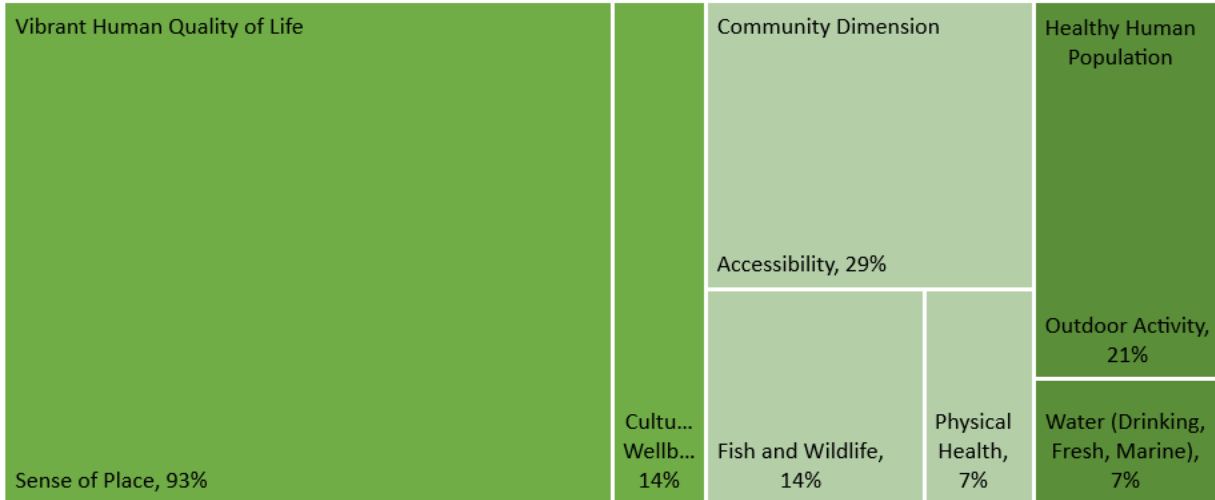 Vibrant Human Quality of Life
Sense of Place, 93%
Cultu…
Wellb…
14%
Community Dimension
Accessibility, 29%
Fish and Wildlife,
14%
Physical
Health,
7%
Healthy Human
Population
Outdoor Activity,
21%
Water (Drinking,
Fresh, Marine),
7%